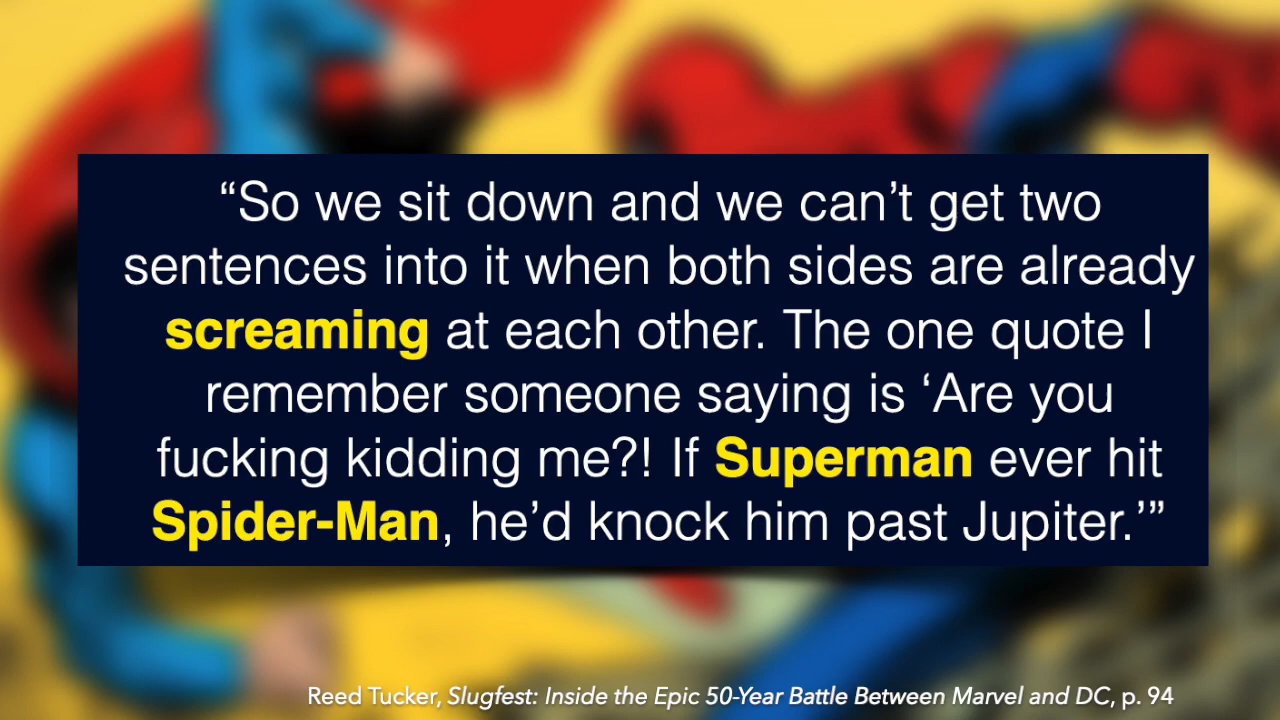 “So we sit down and we can’t get two
sentences into it when both sides are already
screaming at each other. The one quote I
remember someone saying is ‘Are you
fucking kidding me?! If Superman ever hit
Spider-Man, he’d knock him past Jupiter.’”
Reed Tucker, Slugfest: Inside the Epic 50-Year Battle Between Marvel and DC, p. 94